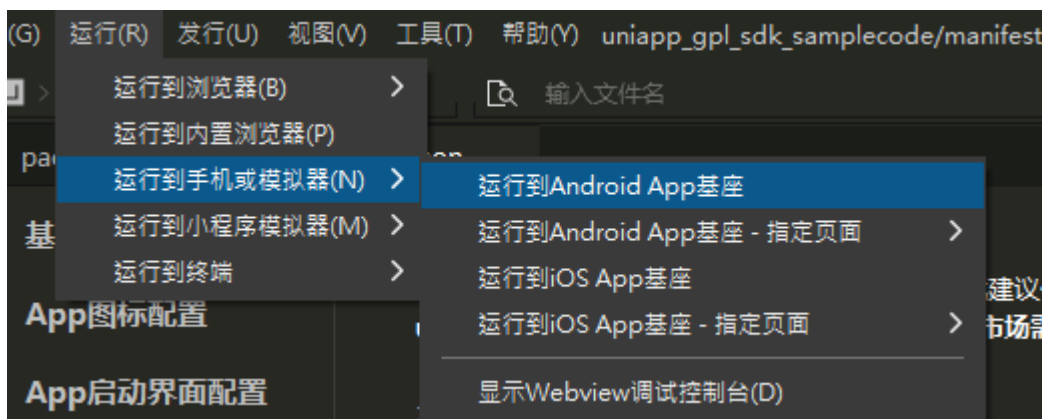 (G) 运行(R) 发行(U) 视图(V) 工具(T) 帮助(Y) uniapp_gpl_sdk_samplecode/manifest
运行到浏览器(B)
输入文件名
运行到内置浏览器(P)
运行到手机或模拟器(N)
运行到Android App基座
基
运行到小程序模拟器(M)
运行到Android App基座 - 指定页面
运行到终端
运行到iOS App基座
建议
App图标配置
运行到iOS App基座 - 指定页面
市场需
App启动界面配置
显示Webview调试控制台(D)